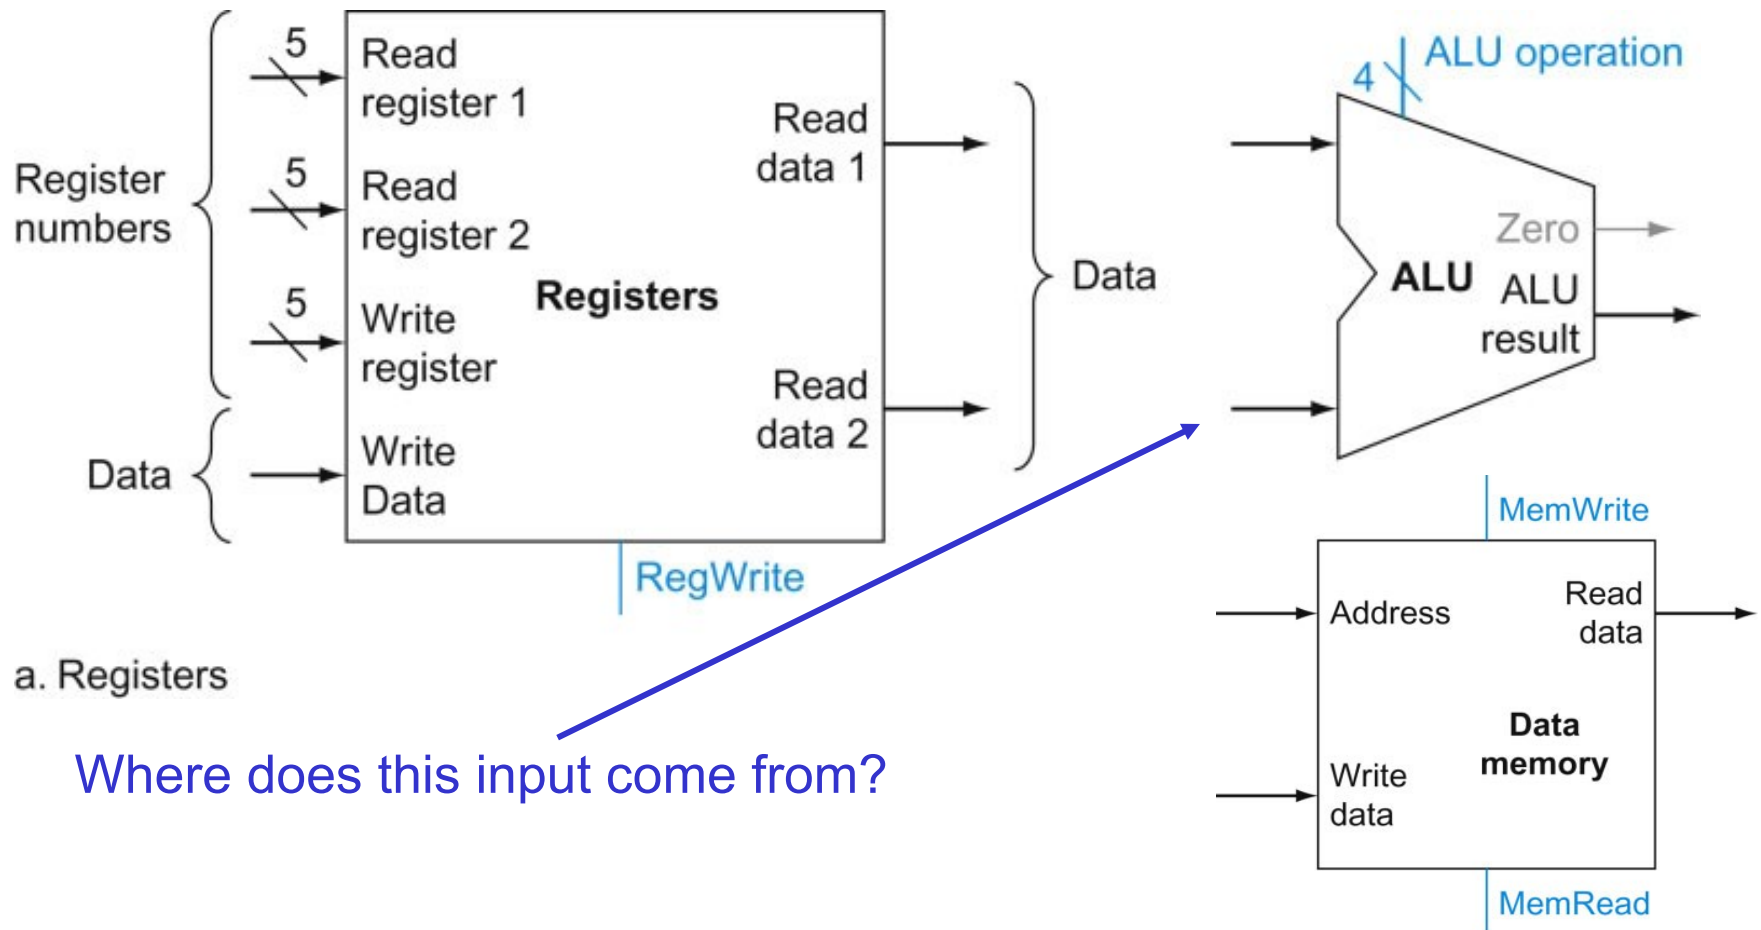 5
Read
register 1
5
Read
register 2
5
Write
register
Write
Data
Register
numbers
Data
Registers
Read
data 1
Read
data 2
RegWrite
Data
4
ALU operation
Zero
ALU
ALU
result
MemWrite
Address
Read
data
Data
memory
Write
data
MemRead
a. Registers
Where does this input come from?